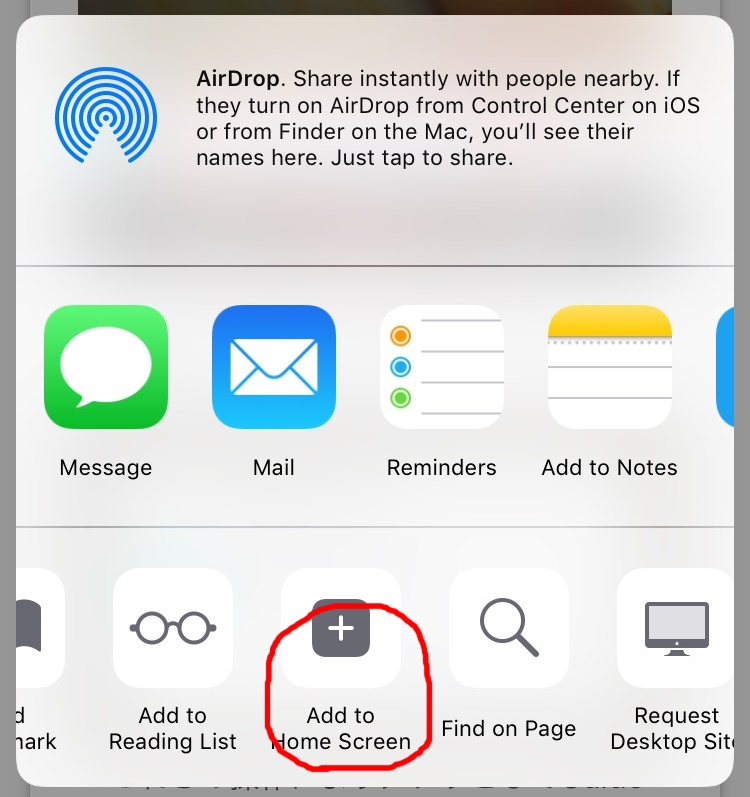 AirDrop. Share instantly with people nearby. If
they turn on AirDrop from Control Center on iOS
or from Finder on the Mac, you’ll see their
names here. Just tap to share.
Message
Mail
Reminders
Add to Notes
Add to
Reading List
Add to
Home Screen
Find on Page
Request
Desktop Site